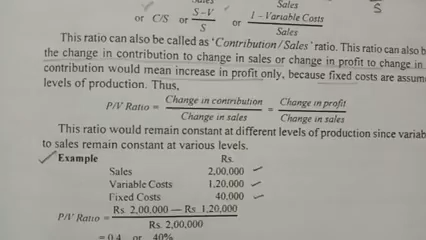 Sales
or C/S or S – V / S or 1 – Variable Costs / Sales
S
This ratio can also be called as 'Contribution/Sales' ratio. This ratio can also b
the change in contribution to change in sales or change in profit to change in
contribution would mean increase in profit only, because fixed costs are assum
levels of production. Thus,
P/V Ratio = Change in contribution / Change in sales = Change in profit / Change in sales
This ratio would remain constant at different levels of production since variab
to sales remain constant at various levels.
Example Rs.
Sales 2,00,000
Variable Costs 1,20,000
Fixed Costs 40,000
P/V Ratio = Rs. 2,00,000 — Rs. 1,20,000 / Rs. 2,00,000
= 0.4 or 40%